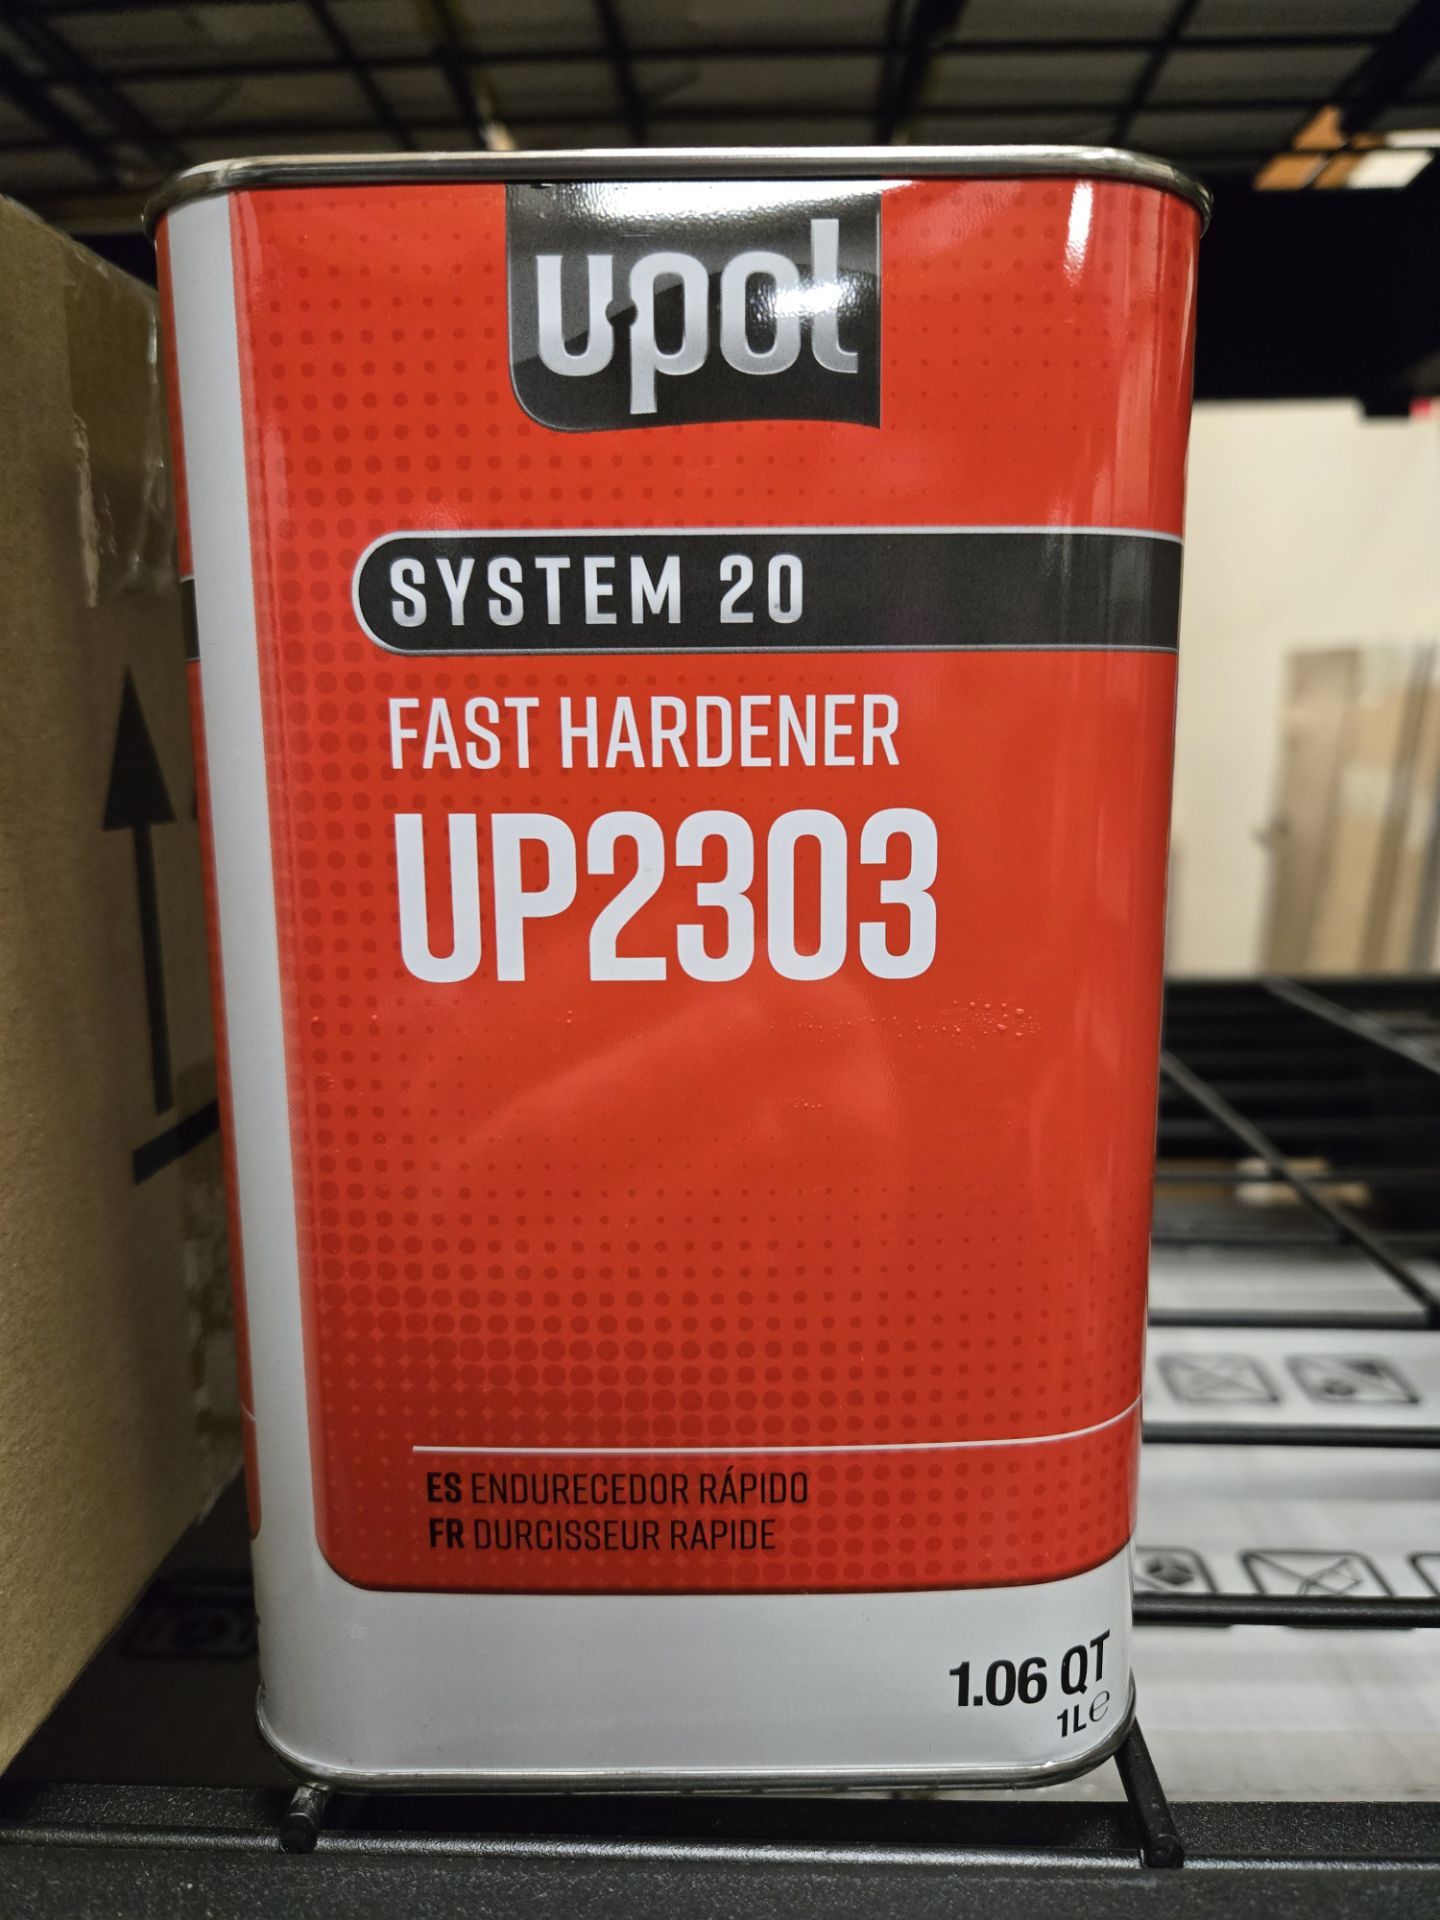 upol
SYSTEM 20
FAST HARDENER
UP2303
ES ENDURECEDOR RÁPIDO
FR DURCISSEUR RAPIDE
1.06 QT
1L℮